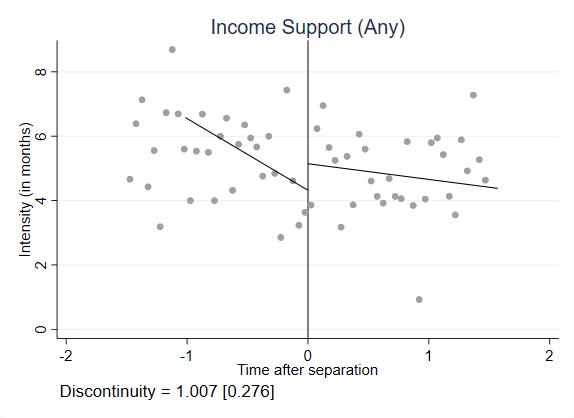 Income Support (Any)
Intensity (in months)
8
6
4
2
0
-2 -1 0 1 2
Time after separation
Discontinuity = 1.007 [0.276]